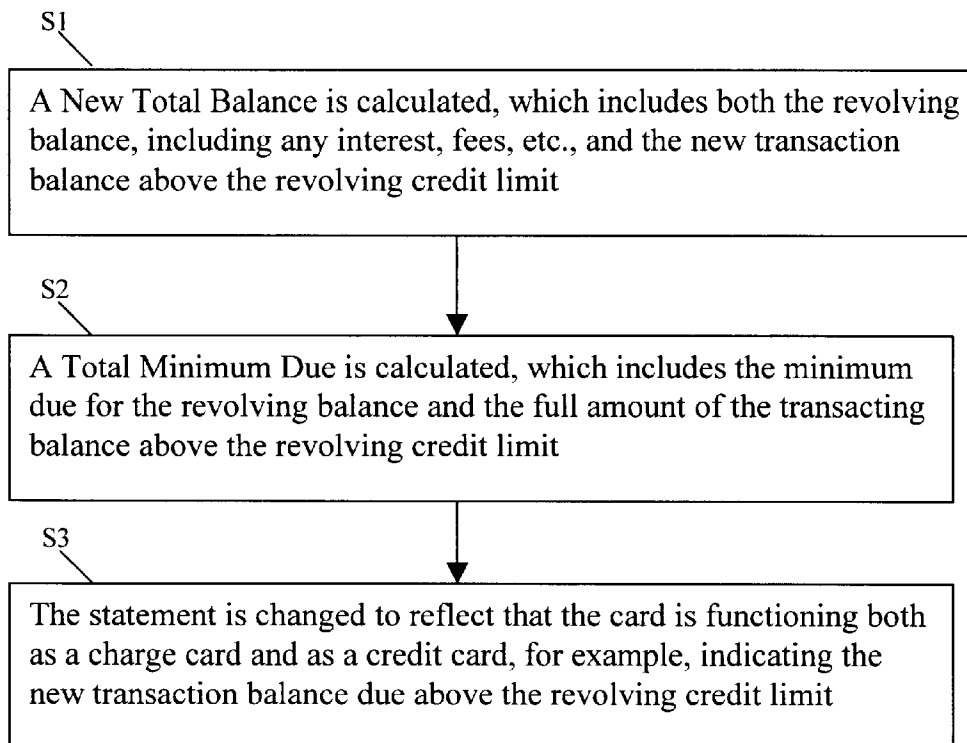 S1
A New Total Balance is calculated, which includes both the revolving
balance, including any interest, fees, etc., and the new transaction
balance above the revolving credit limit
S2
A Total Minimum Due is calculated, which includes the minimum
due for the revolving balance and the full amount of the transacting
balance above the revolving credit limit
S3
The statement is changed to reflect that the card is functioning both
as a charge card and as a credit card, for example, indicating the
new transaction balance due above the revolving credit limit